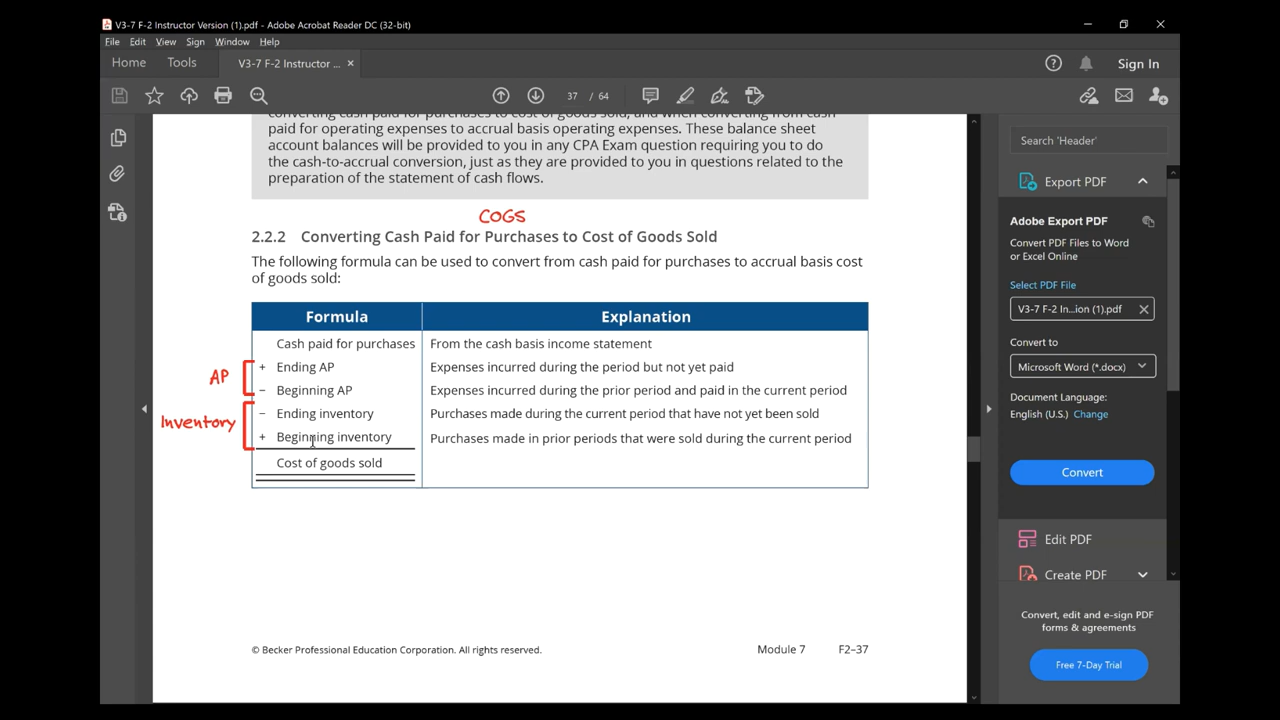 V3-7 F-2 Instructor Version (1).pdf - Adobe Acrobat Reader DC (32-bit)
File Edit View Sign Window Help
Home Tools V3-7 F-2 Instructor ... × Sign In
37 / 64
converting cash paid for purchases to cost of goods sold, and when converting from cash
paid for operating expenses to accrual basis operating expenses. These balance sheet
account balances will be provided to you in any CPA Exam question requiring you to do
the cash-to-accrual conversion, just as they are provided to you in questions related to the
preparation of the statement of cash flows.
COGS
2.2.2 Converting Cash Paid for Purchases to Cost of Goods Sold
The following formula can be used to convert from cash paid for purchases to accrual basis cost
of goods sold:
Formula Explanation
Cash paid for purchases From the cash basis income statement
+ Ending AP Expenses incurred during the period but not yet paid
AP
− Beginning AP Expenses incurred during the prior period and paid in the current period
− Ending inventory Purchases made during the current period that have not yet been sold
Inventory
+ Beginning inventory Purchases made in prior periods that were sold during the current period
Cost of goods sold
© Becker Professional Education Corporation. All rights reserved. Module 7 F2–37
Search 'Header'
Export PDF
Adobe Export PDF
Convert PDF Files to Word
or Excel Online
Select PDF File
V3-7 F-2 In...ion (1).pdf
Convert to
Microsoft Word (*.docx)
Document Language:
English (U.S.) Change
Convert
Edit PDF
Create PDF
Convert, edit and e-sign PDF
forms & agreements
Free 7-Day Trial